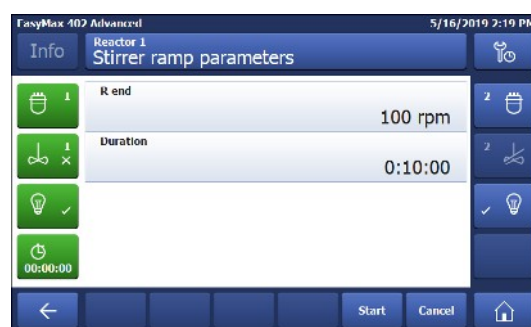 EasyMax 402 Advanced 5/16/2019 2:19 PM
Info
Reactor 1
Stirrer ramp parameters
1
R end
100 rpm
2
1
Duration
0:10:00
2
00:00:00
Start Cancel